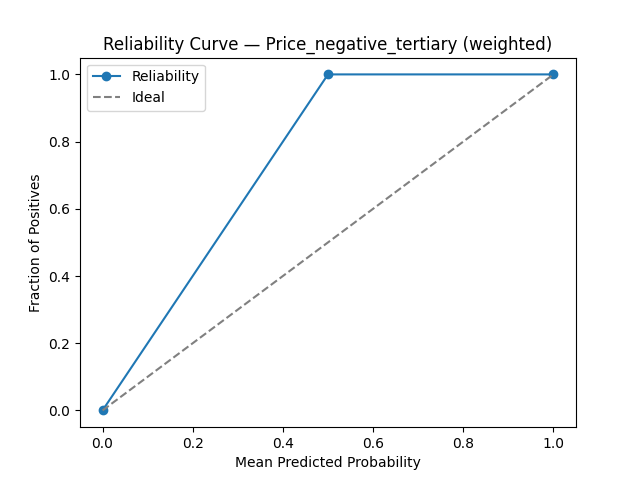 Reliability Curve — Price_negative_tertiary (weighted)
Reliability
Ideal
Fraction of Positives
1.0
0.8
0.6
0.4
0.2
0.0
0.0 0.2 0.4 0.6 0.8 1.0
Mean Predicted Probability